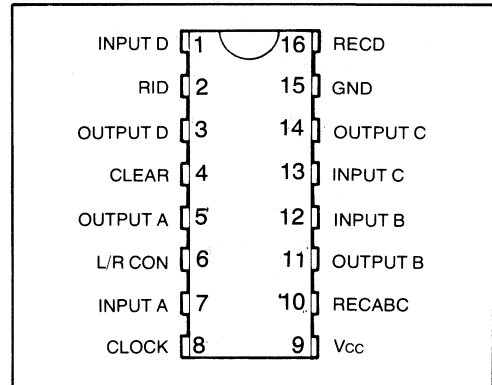 INPUT D 1 16 RECD
RID 2 15 GND
OUTPUT D 3 14 OUTPUT C
CLEAR 4 13 INPUT C
OUTPUT A 5 12 INPUT B
L/R CON 6 11 OUTPUT B
INPUT A 7 10 RECABC
CLOCK 8 9 Vcc